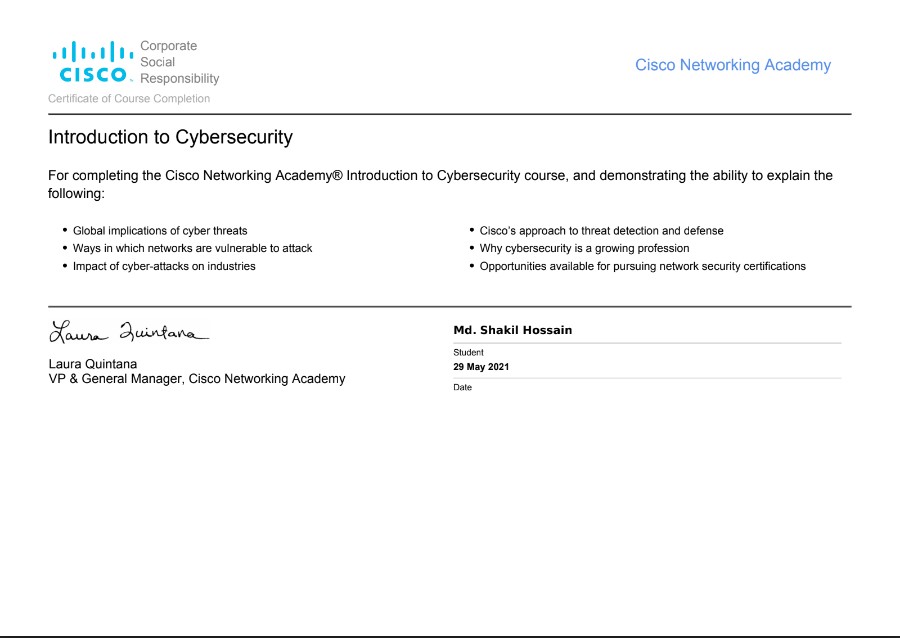 Corporate
Social
CISCO Responsibility
Cisco Networking Academy
Certificate of Course Completion
Introduction to Cybersecurity
For completing the Cisco Networking Academy® Introduction to Cybersecurity course, and demonstrating the ability to explain the
following:
• Global implications of cyber threats
• Ways in which networks are vulnerable to attack
• Impact of cyber-attacks on industries
• Cisco's approach to threat detection and defense
• Why cybersecurity is a growing profession
• Opportunities available for pursuing network security certifications
Laura Quintana
Laura Quintana
VP & General Manager, Cisco Networking Academy
Md. Shakil Hossain
Student
29 May 2021
Date